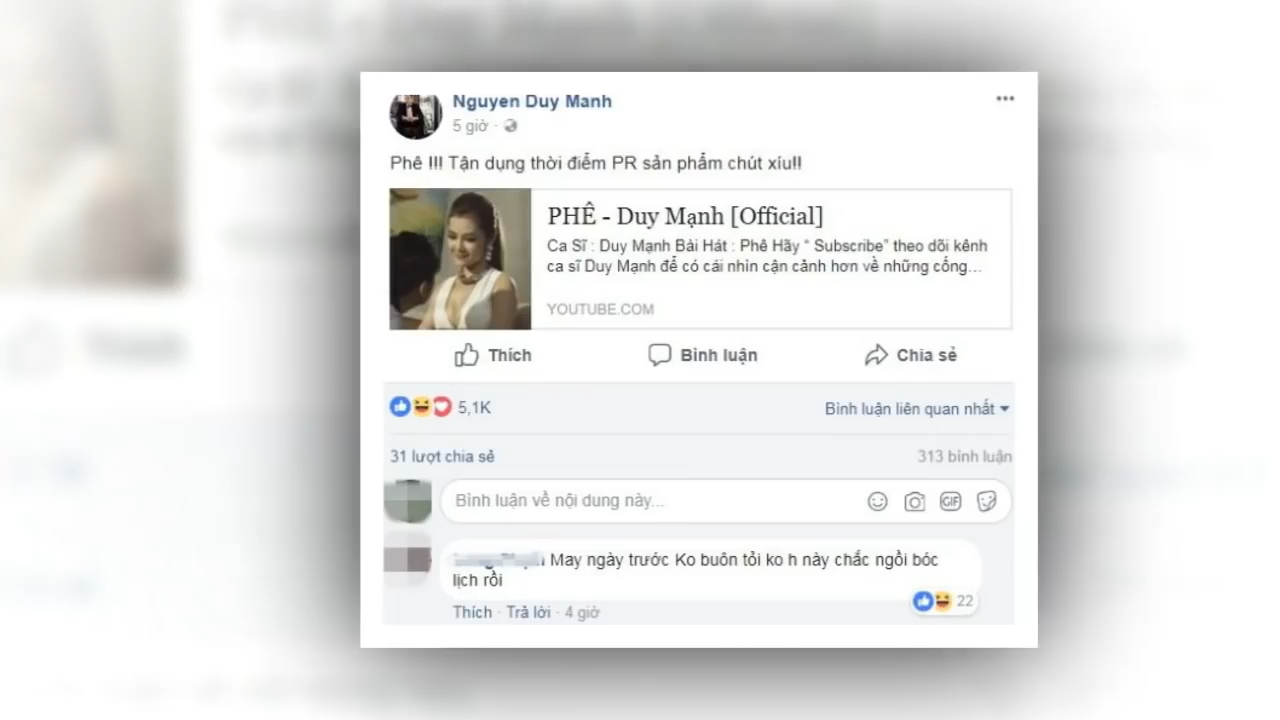 Nguyen Duy Manh
5 giờ ·
Phê !!! Tận dụng thời điểm PR sản phẩm chút xíu!!
PHÊ - Duy Mạnh [Official]
Ca Sĩ : Duy Mạnh Bài Hát : Phê Hãy “ Subscribe” theo dõi kênh
ca sĩ Duy Mạnh để có cái nhìn cận cảnh hơn về những cống...
YOUTUBE.COM
Thích Bình luận Chia sẻ
5,1K Bình luận liên quan nhất
31 lượt chia sẻ 313 bình luận
Bình luận về nội dung này...
GIF
May ngày trước Ko buôn tỏi ko h này chắc ngồi bóc
lịch rồi
22
Thích · Trả lời · 4 giờ